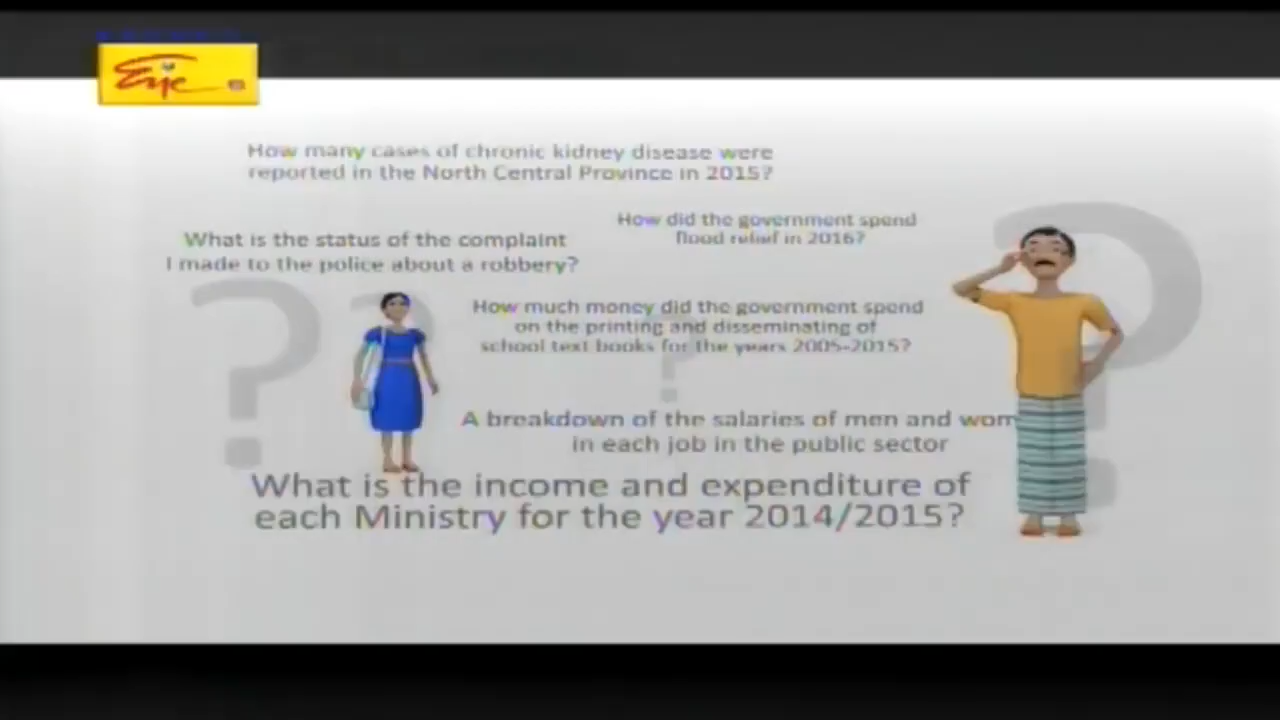 Eye
How many cases of chronic kidney disease were
reported in the North Central Province in 2015?
How did the government spend
flood relief in 2016?
What is the status of the complaint
I made to the police about a robbery?
How much money did the government spend
on the printing and disseminating of
school text books for the years 2005-2015?
A breakdown of the salaries of men and wom
in each job in the public sector
What is the income and expenditure of
each Ministry for the year 2014/2015?